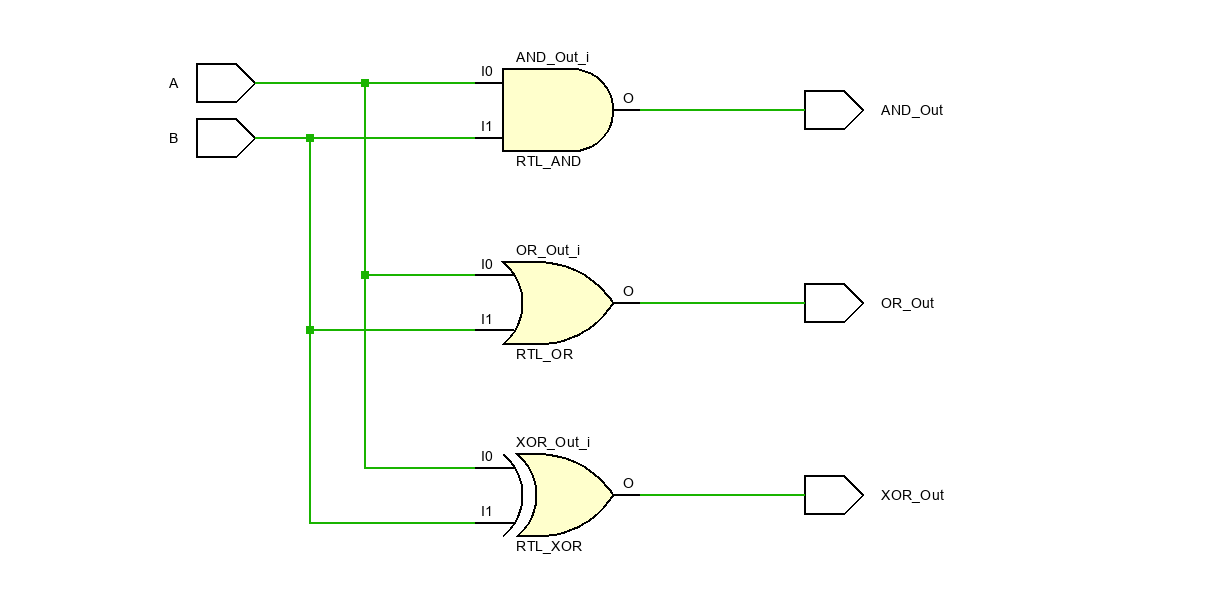 AND_Out_i
A
I0
O
AND_Out
B
I1
RTL_AND
OR_Out_i
I0
O
OR_Out
I1
RTL_OR
XOR_Out_i
I0
O
XOR_Out
I1
RTL_XOR